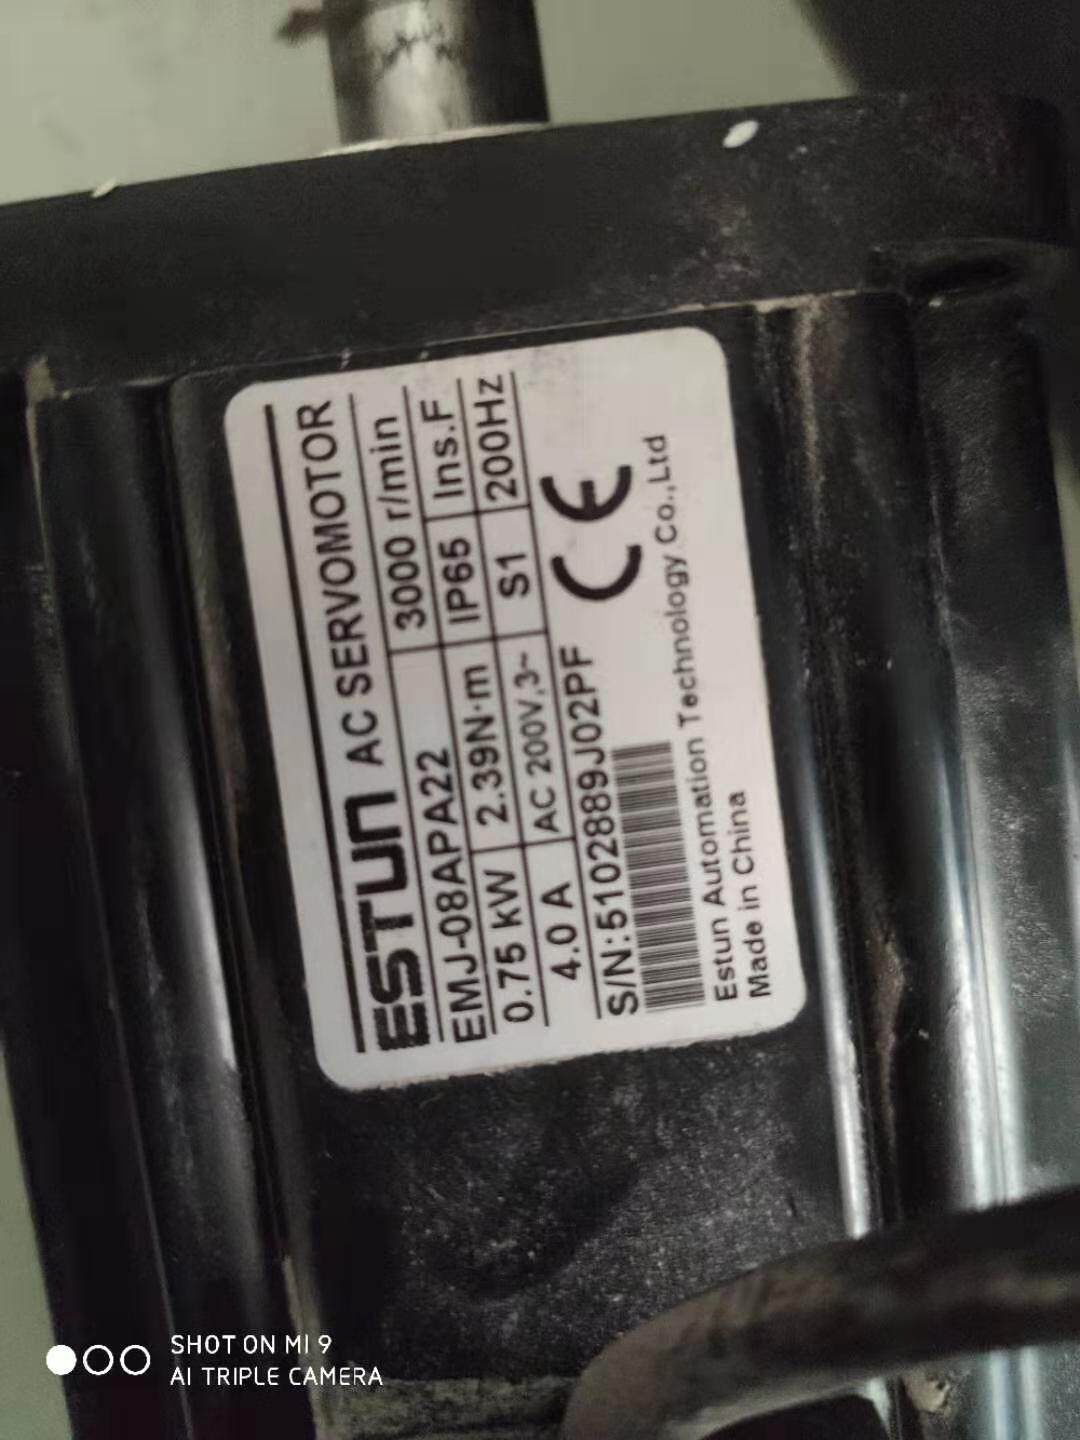 ESTUN AC SERVOMOTOR
EMJ-08APA22 3000 r/min
0.75 kW 2.39N·m IP65 Ins.F
4.0 A AC 200V,3~ S1 200Hz
S/N:5102889J02PF
CE
Estun Automation Technology Co.,Ltd
Made in China
SHOT ON MI 9
AI TRIPLE CAMERA